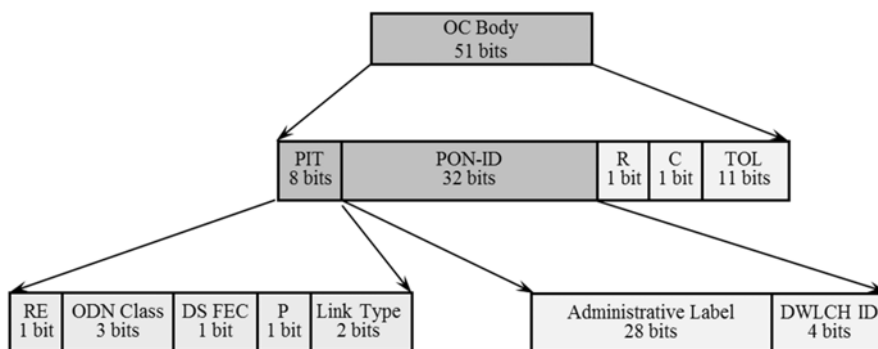 OC Body
51 bits
PIT
8 bits
PON-ID
32 bits
R
1 bit
C
1 bit
TOL
11 bits
RE
1 bit
ODN Class
3 bits
DS FEC
1 bit
P
1 bit
Link Type
2 bits
Administrative Label
28 bits
DWLCH ID
4 bits